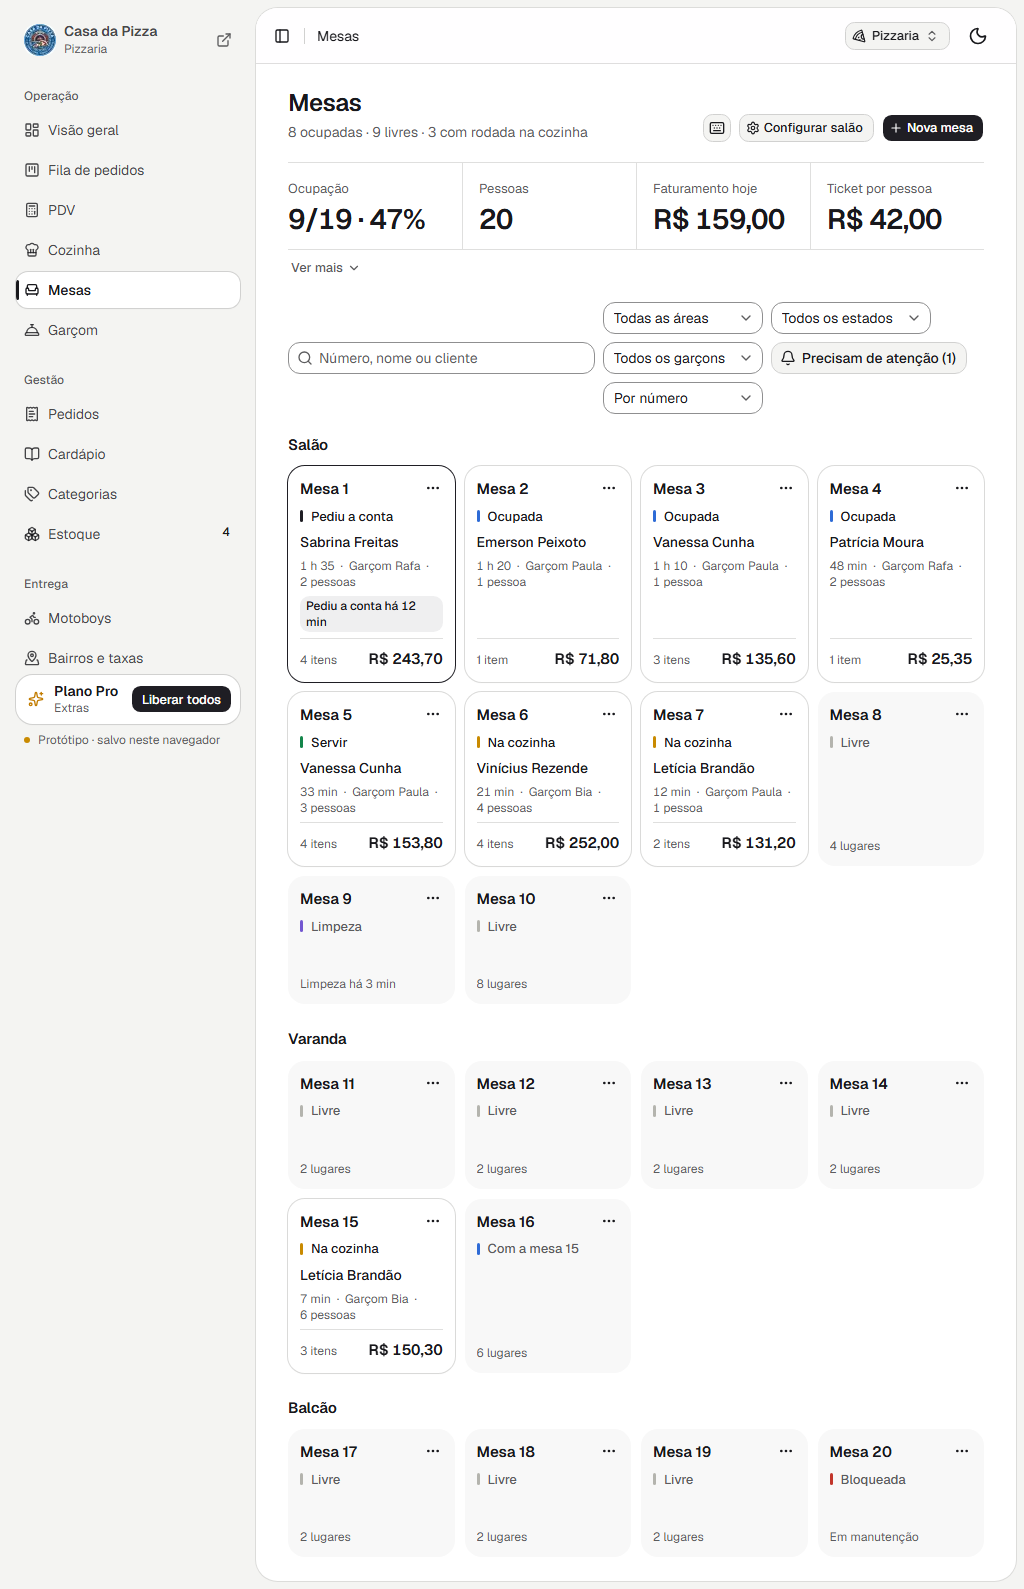 Casa da Pizza
Pizzaria
Operação
Visão geral
Fila de pedidos
PDV
Cozinha
Mesas
Garçom
Gestão
Pedidos
Cardápio
Categorias
Estoque 4
Entrega
Motoboys
Bairros e taxas
Plano Pro
Extras
Liberar todos
Protótipo · salvo neste navegador
Mesas
Pizzaria
Mesas
8 ocupadas · 9 livres · 3 com rodada na cozinha
Configurar salão
Nova mesa
Ocupação
9/19 · 47%
Pessoas
20
Faturamento hoje
R$ 159,00
Ticket por pessoa
R$ 42,00
Ver mais
Número, nome ou cliente
Todas as áreas
Todos os estados
Todos os garçons
Precisam de atenção (1)
Por número
Salão
Mesa 1
Pediu a conta
Sabrina Freitas
1 h 35 · Garçom Rafa ·
2 pessoas
Pediu a conta há 12
min
4 itens R$ 243,70
Mesa 2
Ocupada
Emerson Peixoto
1 h 20 · Garçom Paula ·
1 pessoa
1 item R$ 71,80
Mesa 3
Ocupada
Vanessa Cunha
1 h 10 · Garçom Paula ·
1 pessoa
3 itens R$ 135,60
Mesa 4
Ocupada
Patrícia Moura
48 min · Garçom Rafa ·
2 pessoas
1 item R$ 25,35
Mesa 5
Servir
Vanessa Cunha
33 min · Garçom Paula ·
3 pessoas
4 itens R$ 153,80
Mesa 6
Na cozinha
Vinícius Rezende
21 min · Garçom Bia ·
4 pessoas
4 itens R$ 252,00
Mesa 7
Na cozinha
Letícia Brandão
12 min · Garçom Paula ·
1 pessoa
2 itens R$ 131,20
Mesa 8
Livre
4 lugares
Mesa 9
Limpeza
Limpeza há 3 min
Mesa 10
Livre
8 lugares
Varanda
Mesa 11
Livre
2 lugares
Mesa 12
Livre
2 lugares
Mesa 13
Livre
2 lugares
Mesa 14
Livre
2 lugares
Mesa 15
Na cozinha
Letícia Brandão
7 min · Garçom Bia ·
6 pessoas
3 itens R$ 150,30
Mesa 16
Com a mesa 15
6 lugares
Balcão
Mesa 17
Livre
2 lugares
Mesa 18
Livre
2 lugares
Mesa 19
Livre
2 lugares
Mesa 20
Bloqueada
Em manutenção